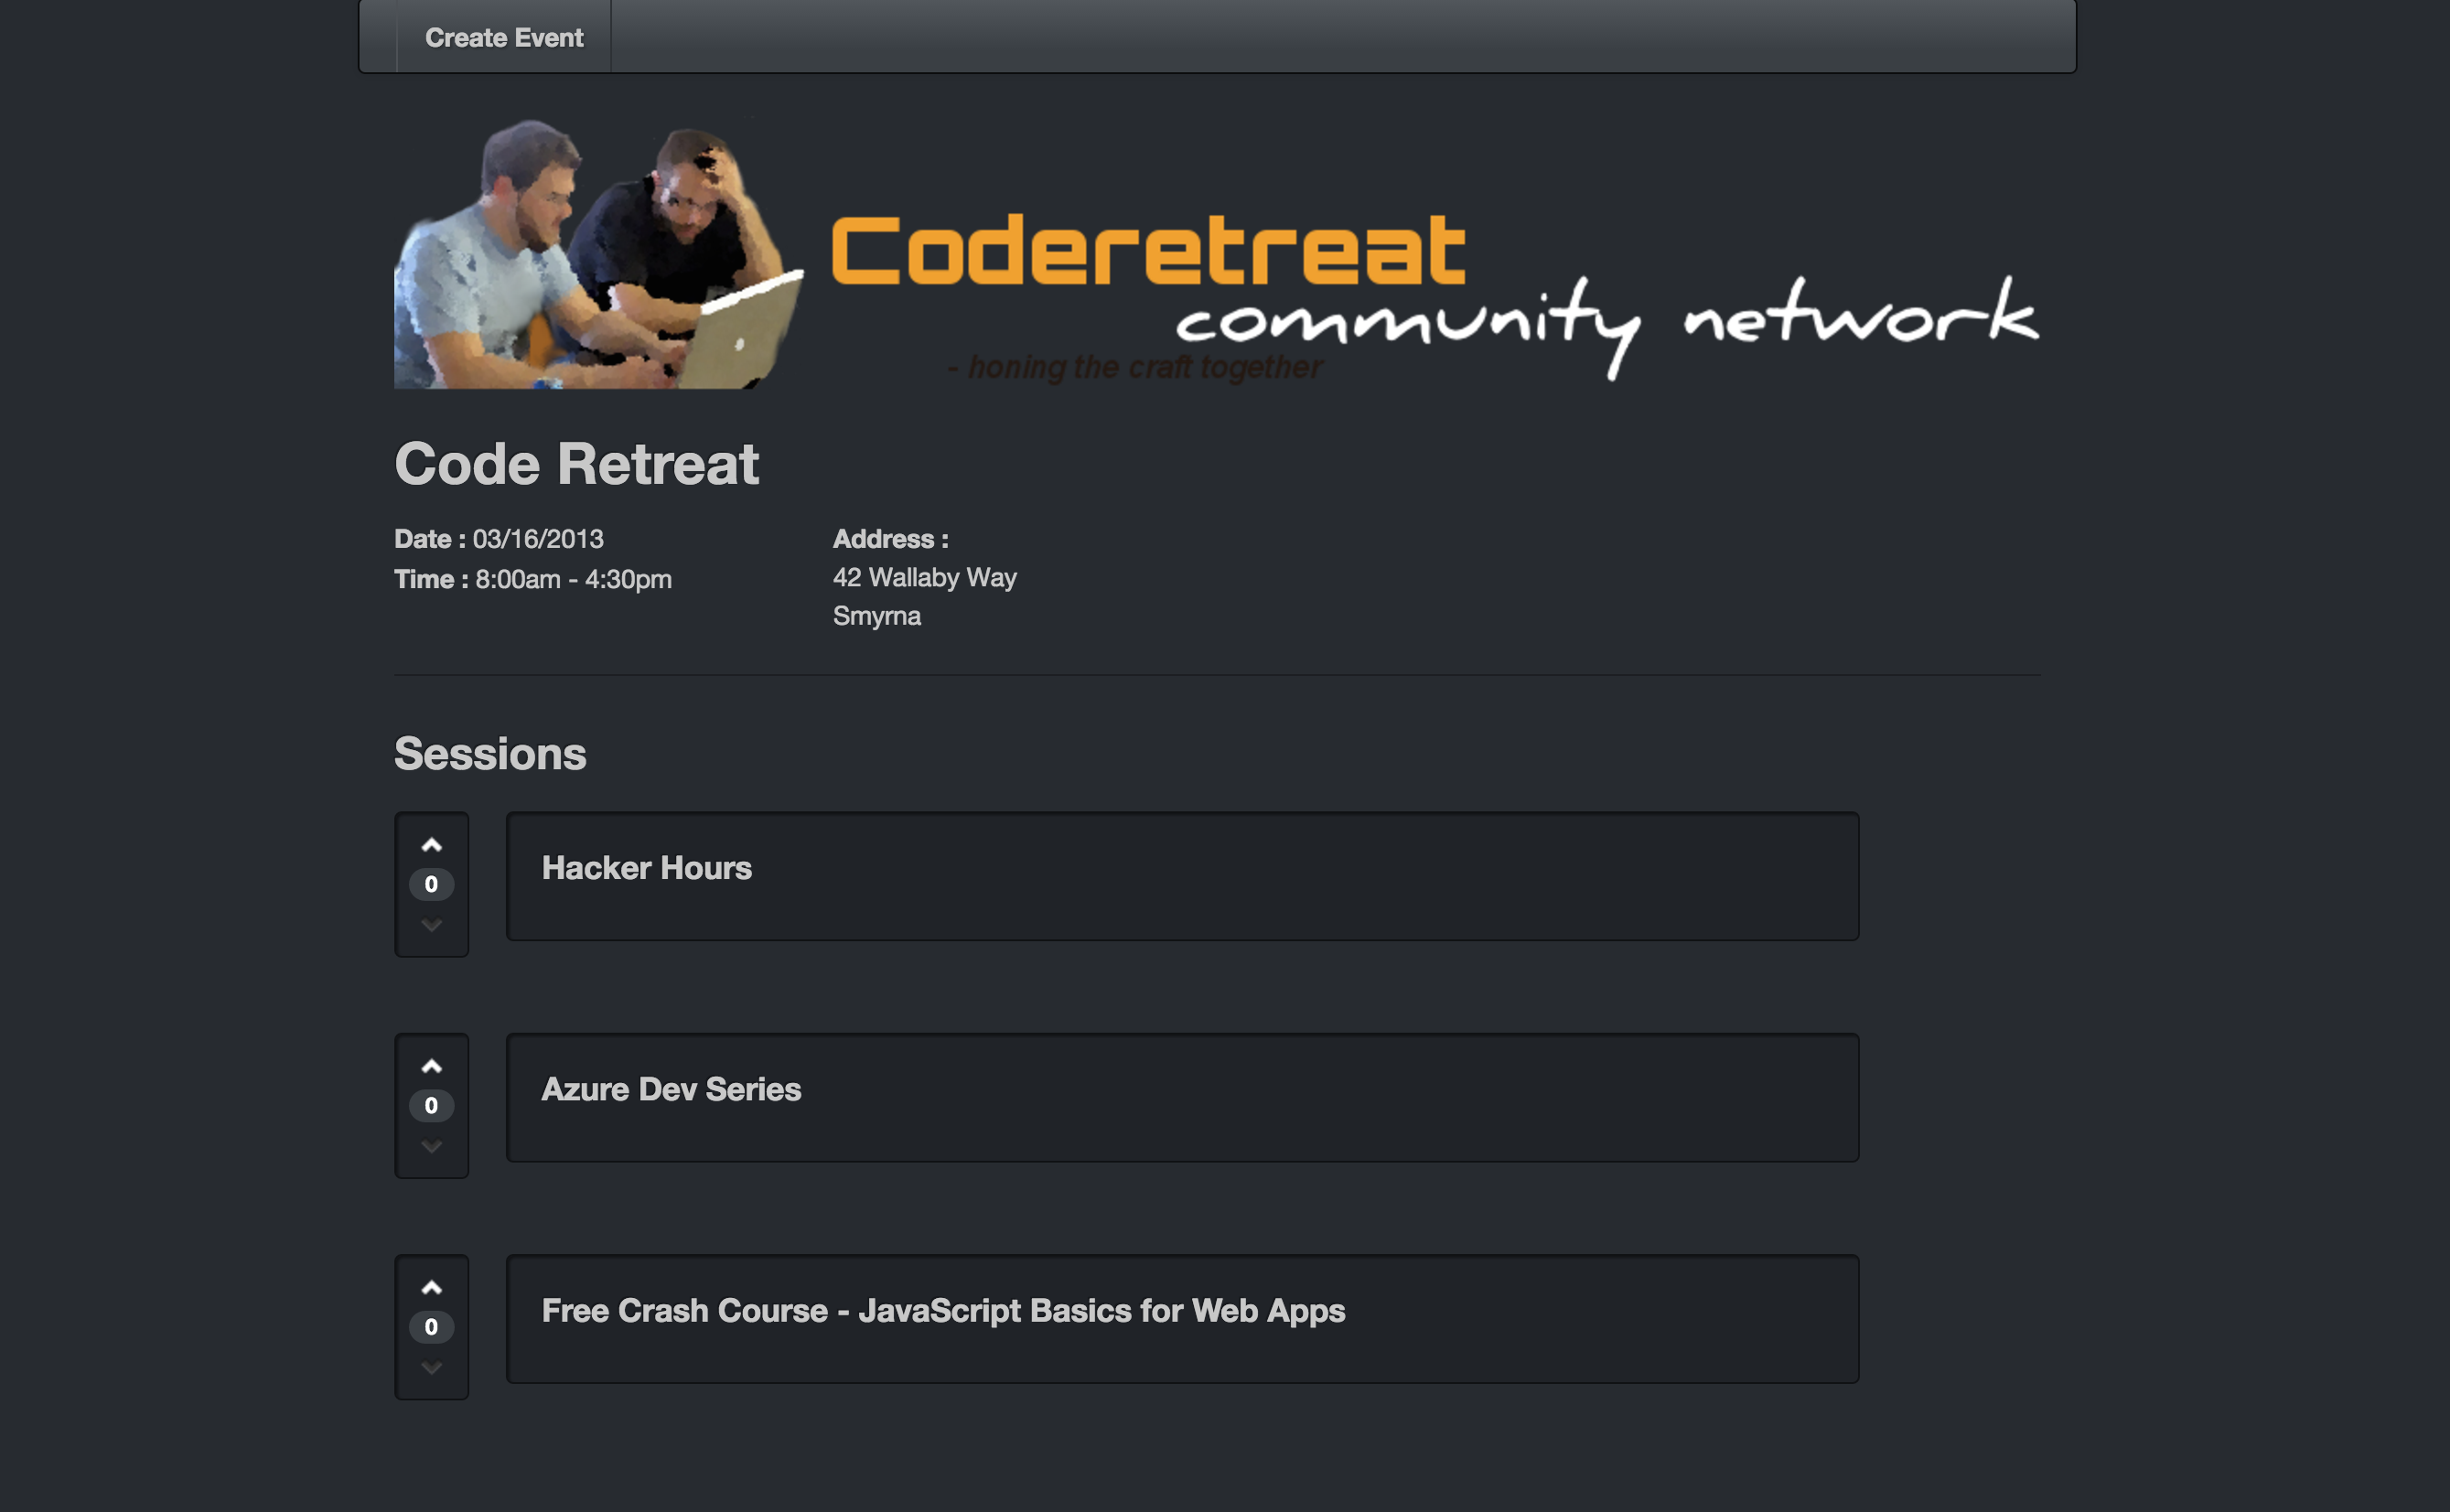 Create Event
Coderetreat
community network
- honing the craft together
Code Retreat
Date : 03/16/2013
Time : 8:00am - 4:30pm
Address :
42 Wallaby Way
Smyrna
Sessions
0
Hacker Hours
0
Azure Dev Series
0
Free Crash Course - JavaScript Basics for Web Apps